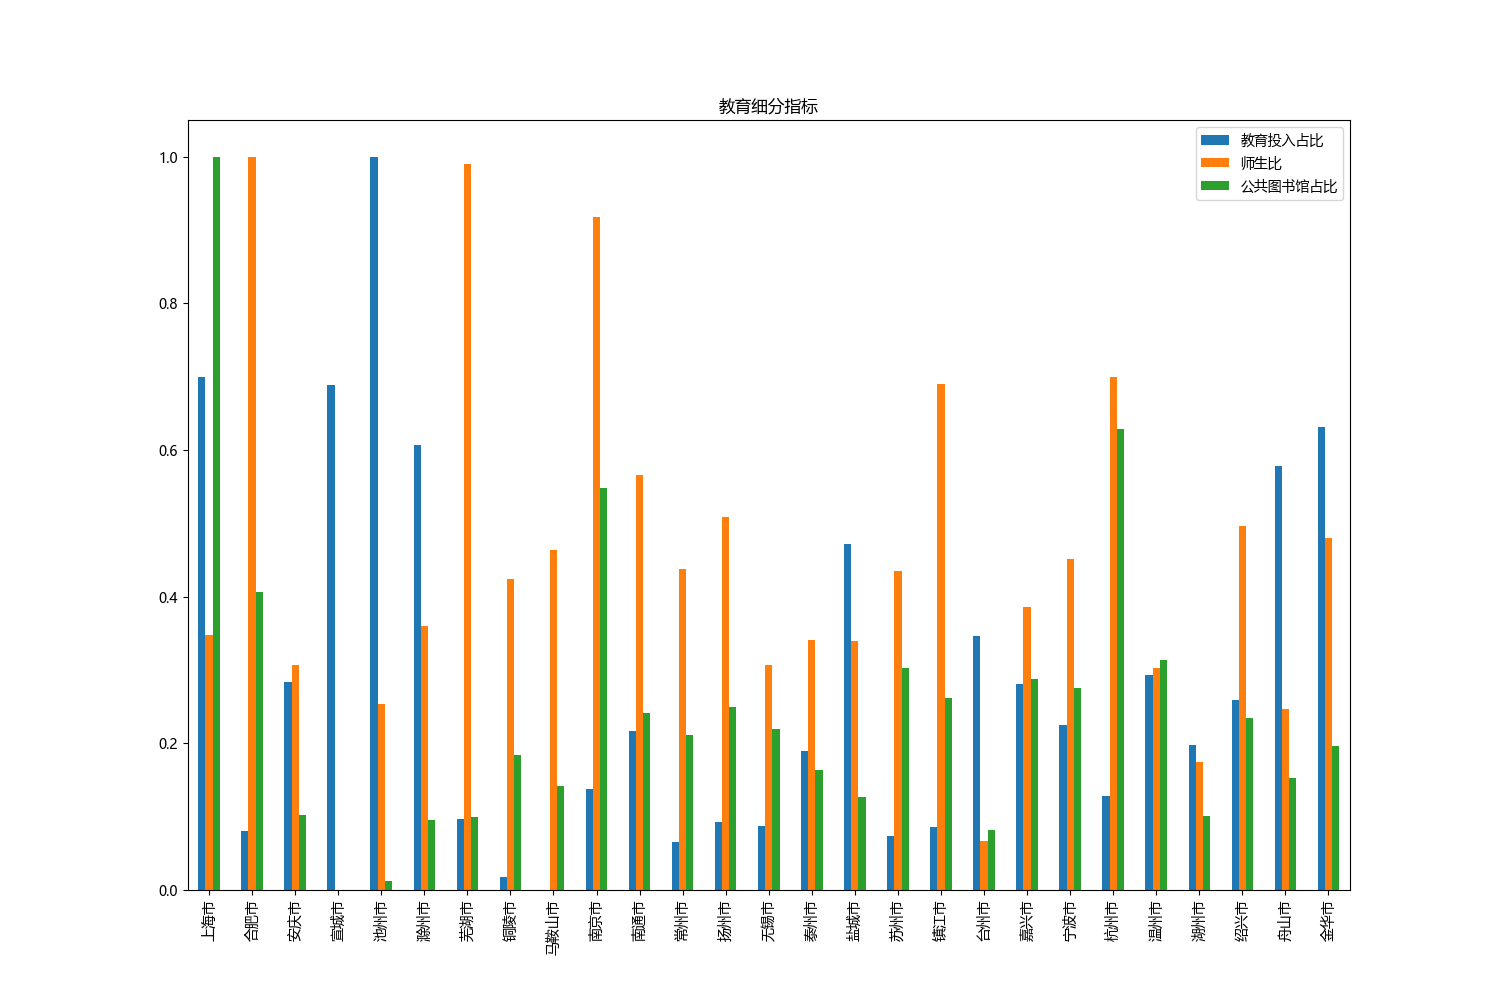 教育细分指标
教育投入占比
师生比
公共图书馆占比
1.0
0.8
0.6
0.4
0.2
0.0
上海市
合肥市
安庆市
宣城市
池州市
滁州市
芜湖市
铜陵市
马鞍山市
南京市
南通市
常州市
扬州市
无锡市
泰州市
盐城市
苏州市
镇江市
台州市
嘉兴市
宁波市
杭州市
温州市
湖州市
绍兴市
舟山市
金华市